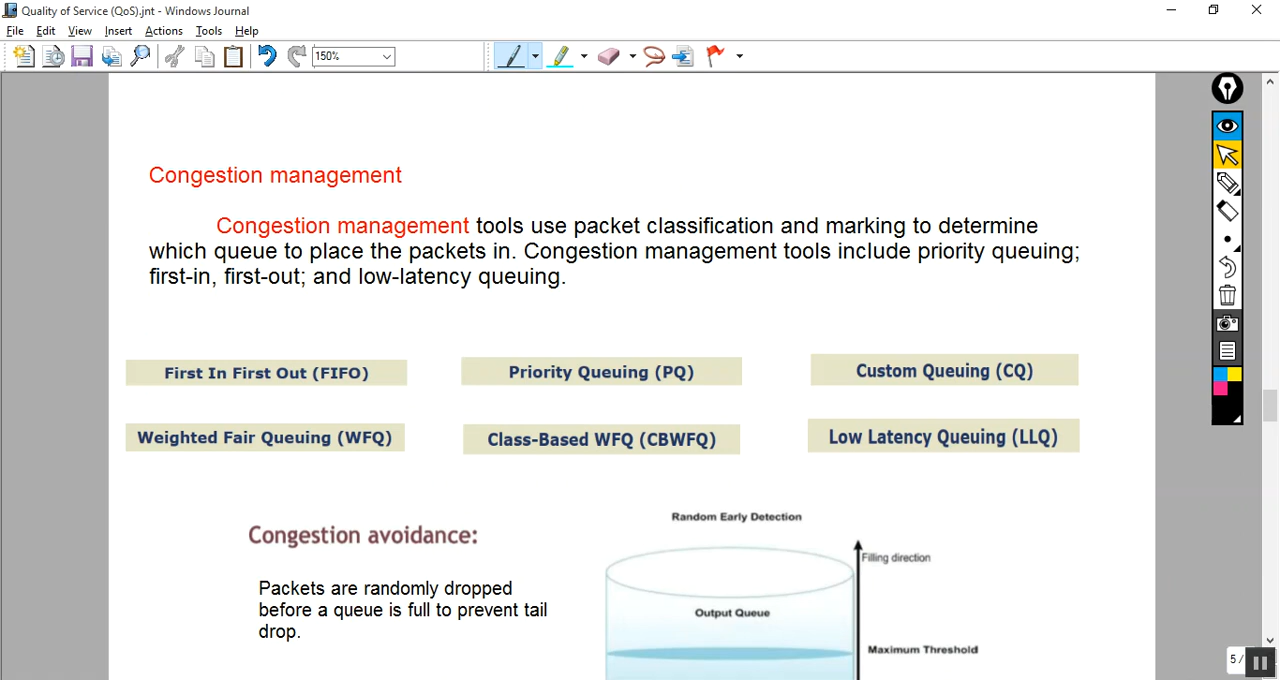 Quality of Service (QoS).jnt - Windows Journal
File Edit View Insert Actions Tools Help
150%
Congestion management
Congestion management tools use packet classification and marking to determine
which queue to place the packets in. Congestion management tools include priority queuing;
first-in, first-out; and low-latency queuing.
First In First Out (FIFO) Priority Queuing (PQ) Custom Queuing (CQ)
Weighted Fair Queuing (WFQ) Class-Based WFQ (CBWFQ) Low Latency Queuing (LLQ)
Random Early Detection
Congestion avoidance:
Filling direction
Packets are randomly dropped
before a queue is full to prevent tail
drop.
Output Queue
Maximum Threshold
5 /